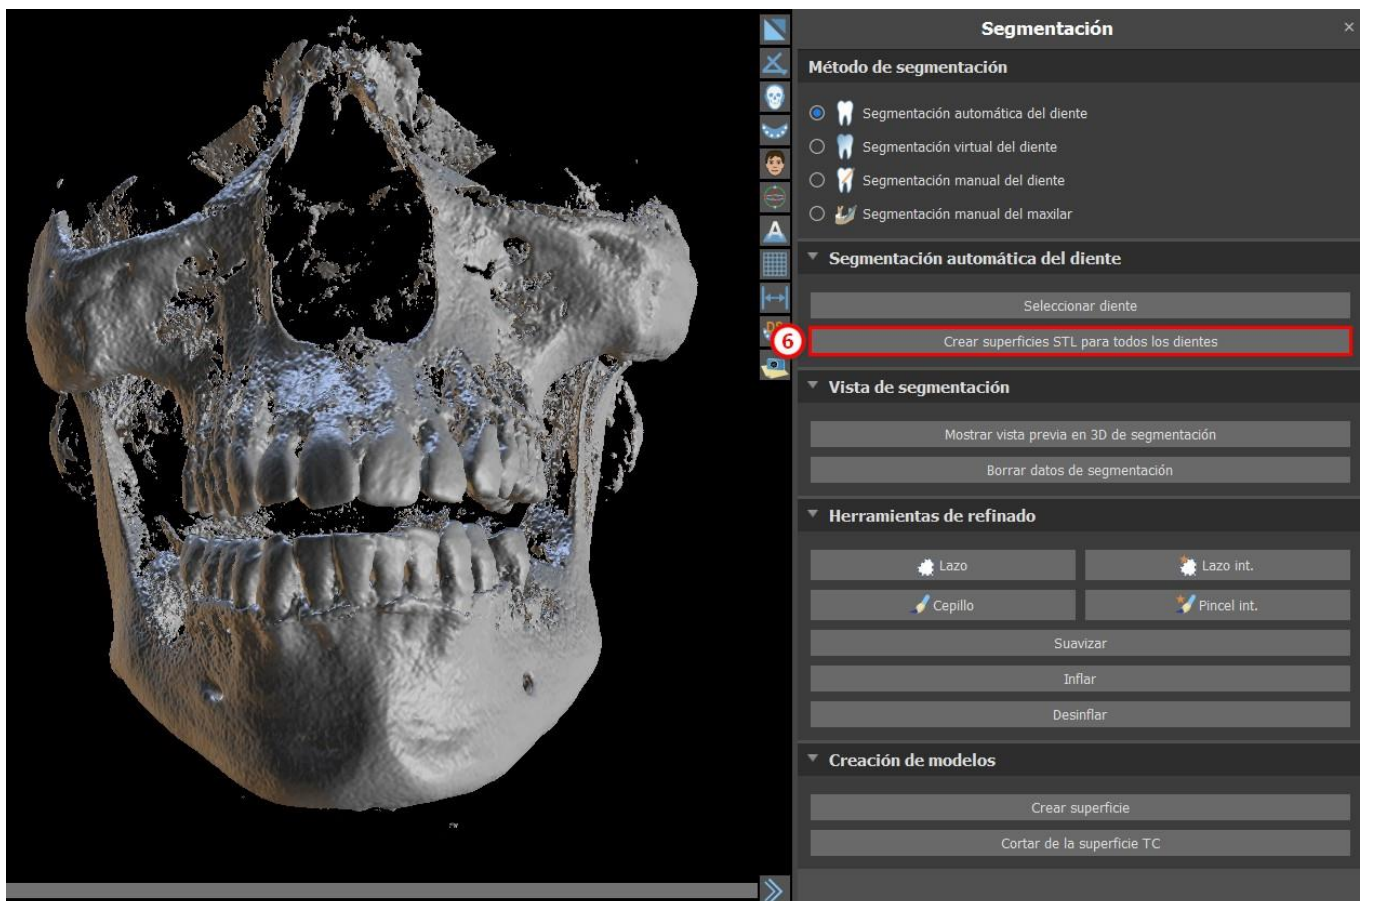 Segmentación
×
Método de segmentación
Segmentación automática del diente
Segmentación virtual del diente
Segmentación manual del diente
Segmentación manual del maxilar
A
Segmentación automática del diente
Seleccionar diente
6
Crear superficies STL para todos los dientes
Vista de segmentación
Mostrar vista previa en 3D de segmentación
Borrar datos de segmentación
Herramientas de refinado
Lazo
Lazo int.
Cepillo
Pincel int.
Suavizar
Inflar
Desinflar
Creación de modelos
Crear superficie
Cortar de la superficie TC